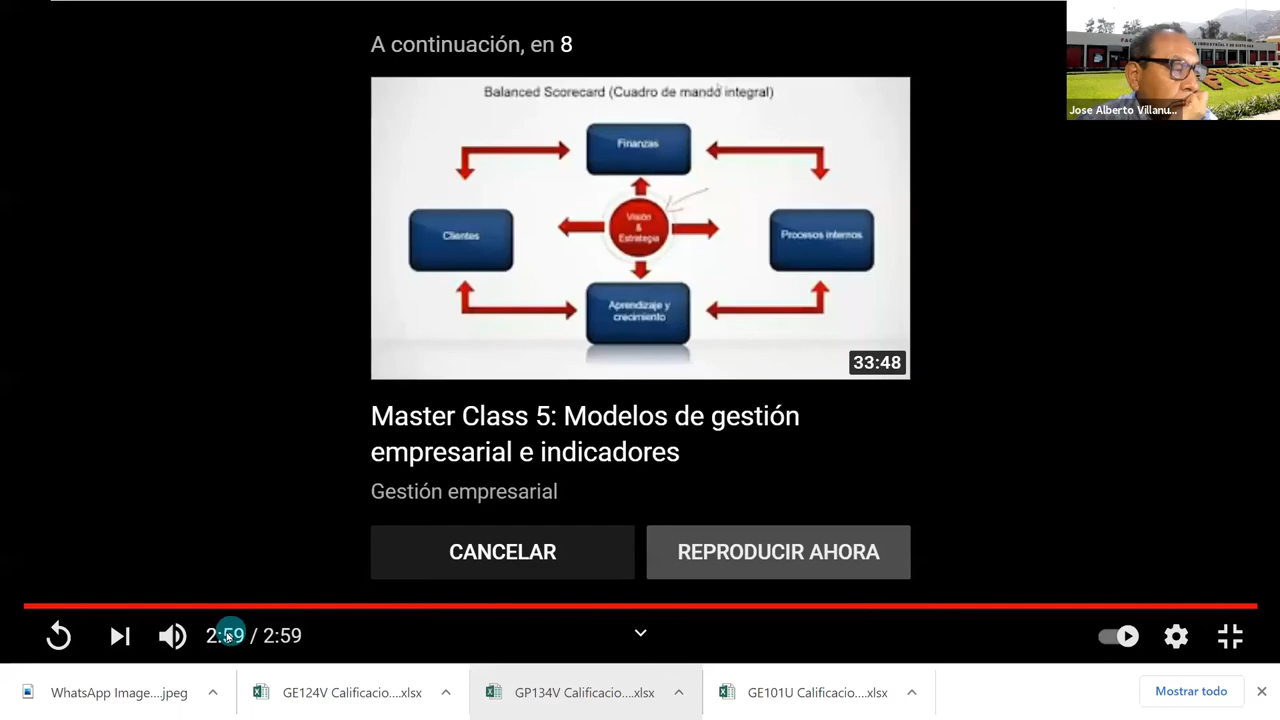 A continuación, en 8
Balanced Scorecard (Cuadro de mando integral)
Finanzas
Clientes
Visión
&
Estrategia
Procesos internos
Aprendizaje y
crecimiento
33:48
Master Class 5: Modelos de gestión
empresarial e indicadores
Gestión empresarial
CANCELAR
REPRODUCIR AHORA
2:59 / 2:59
Jose Alberto Villanu...
WhatsApp Image....jpeg
GE124V Calificacio....xlsx
GP134V Calificacio....xlsx
GE101U Calificacio....xlsx
Mostrar todo